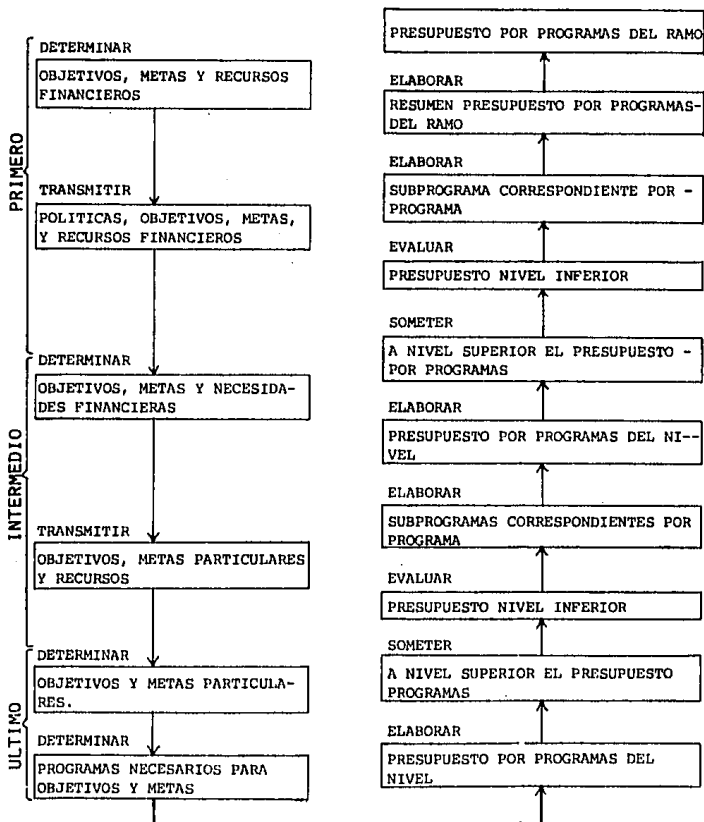 DETERMINAR
OBJETIVOS, METAS Y RECURSOS
FINANCIEROS
PRIMERO
TRANSMITIR
POLITICAS, OBJETIVOS, METAS,
Y RECURSOS FINANCIEROS
DETERMINAR
OBJETIVOS, METAS Y NECESIDA-
DES FINANCIERAS
INTERMEDIO
TRANSMITIR
OBJETIVOS, METAS PARTICULARES
Y RECURSOS
DETERMINAR
OBJETIVOS Y METAS PARTICULA-
RES.
ULTIMO
DETERMINAR
PROGRAMAS NECESARIOS PARA
OBJETIVOS Y METAS
PRESUPUESTO POR PROGRAMAS DEL RAMO
ELABORAR
RESUMEN PRESUPUESTO POR PROGRAMAS-
DEL RAMO
ELABORAR
SUBPROGRAMA CORRESPONDIENTE POR -
PROGRAMA
EVALUAR
PRESUPUESTO NIVEL INFERIOR
SOMETER
A NIVEL SUPERIOR EL PRESUPUESTO -
POR PROGRAMAS
ELABORAR
PRESUPUESTO POR PROGRAMAS DEL NI--
VEL
ELABORAR
SUBPROGRAMAS CORRESPONDIENTES POR
PROGRAMA
EVALUAR
PRESUPUESTO NIVEL INFERIOR
SOMETER
A NIVEL SUPERIOR EL PRESUPUESTO
PROGRAMAS
ELABORAR
PRESUPUESTO POR PROGRAMAS DEL
NIVEL